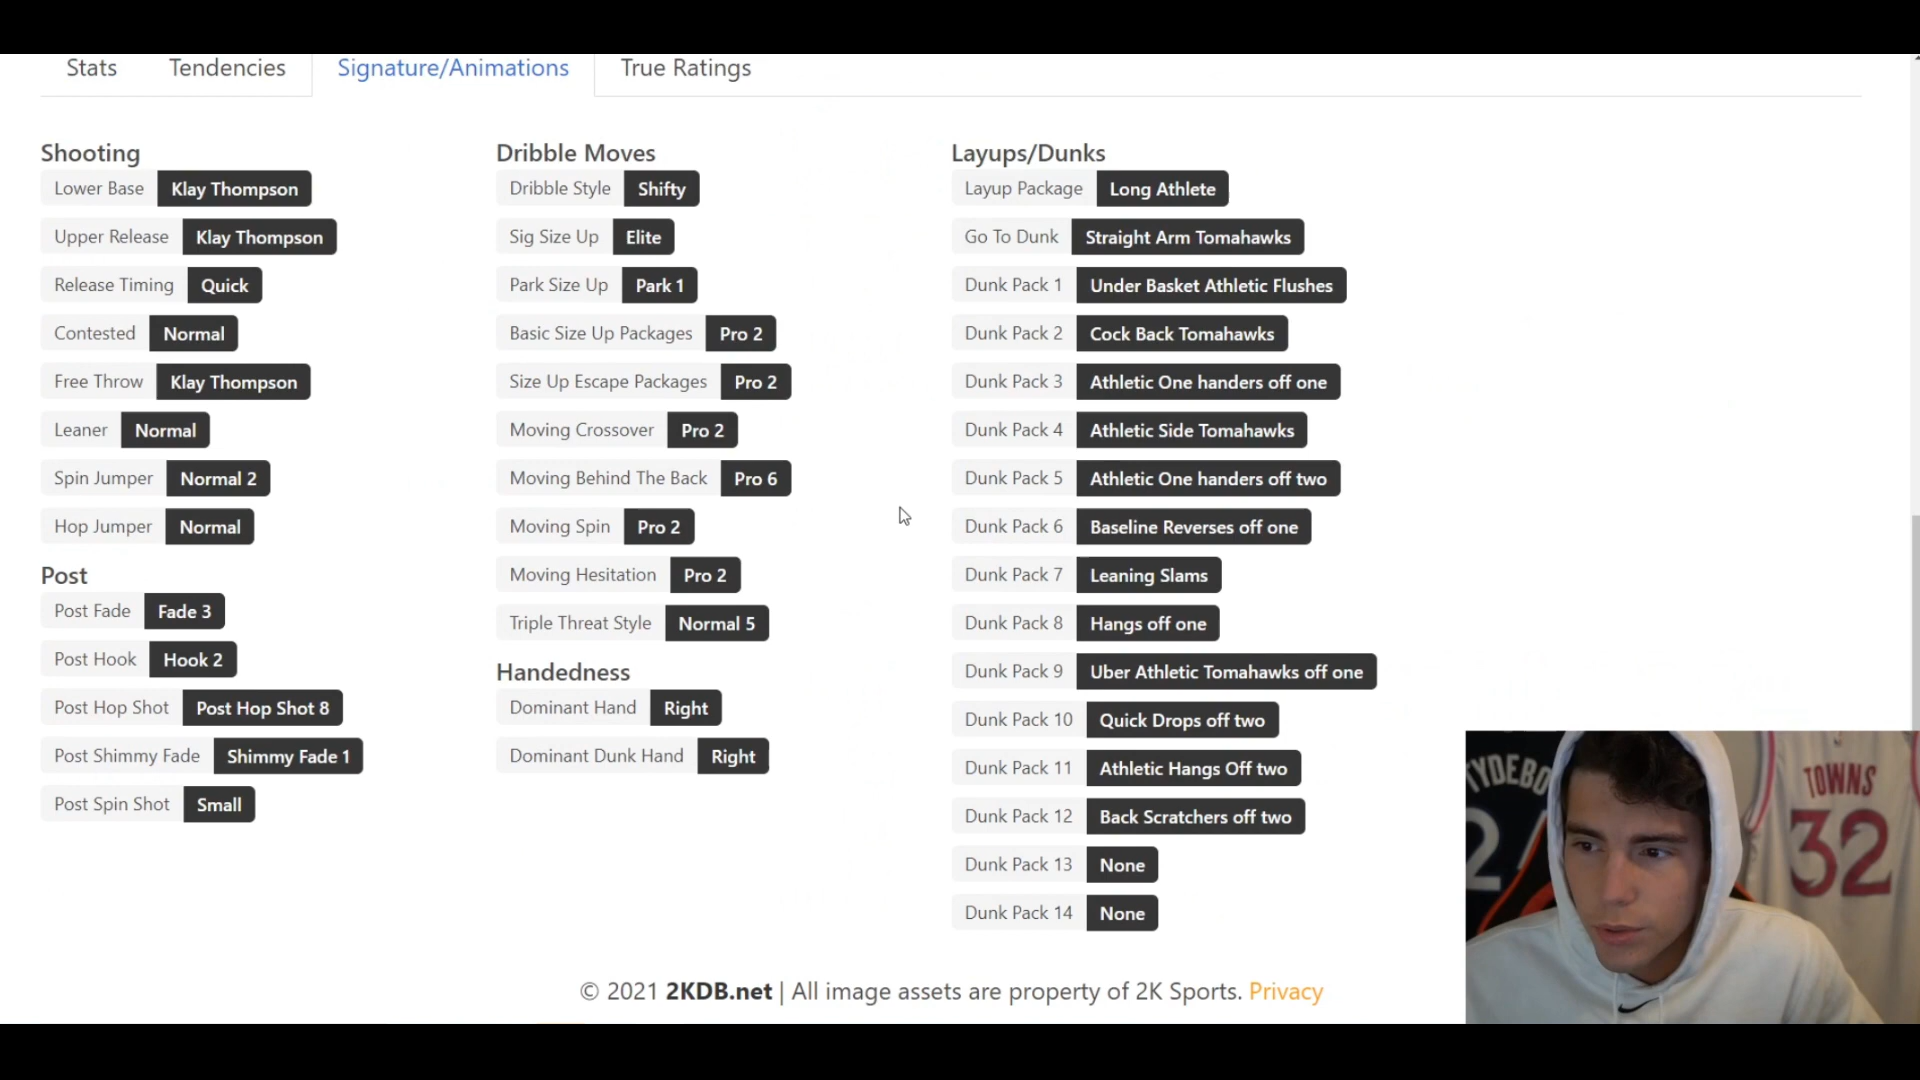 Stats Tendencies Signature/Animations True Ratings
Shooting
Lower Base Klay Thompson
Upper Release Klay Thompson
Release Timing Quick
Contested Normal
Free Throw Klay Thompson
Leaner Normal
Spin Jumper Normal 2
Hop Jumper Normal
Post
Post Fade Fade 3
Post Hook Hook 2
Post Hop Shot Post Hop Shot 8
Post Shimmy Fade Shimmy Fade 1
Post Spin Shot Small
Dribble Moves
Dribble Style Shifty
Sig Size Up Elite
Park Size Up Park 1
Basic Size Up Packages Pro 2
Size Up Escape Packages Pro 2
Moving Crossover Pro 2
Moving Behind The Back Pro 6
Moving Spin Pro 2
Moving Hesitation Pro 2
Triple Threat Style Normal 5
Handedness
Dominant Hand Right
Dominant Dunk Hand Right
Layups/Dunks
Layup Package Long Athlete
Go To Dunk Straight Arm Tomahawks
Dunk Pack 1 Under Basket Athletic Flushes
Dunk Pack 2 Cock Back Tomahawks
Dunk Pack 3 Athletic One handers off one
Dunk Pack 4 Athletic Side Tomahawks
Dunk Pack 5 Athletic One handers off two
Dunk Pack 6 Baseline Reverses off one
Dunk Pack 7 Leaning Slams
Dunk Pack 8 Hangs off one
Dunk Pack 9 Uber Athletic Tomahawks off one
Dunk Pack 10 Quick Drops off two
Dunk Pack 11 Athletic Hangs Off two
Dunk Pack 12 Back Scratchers off two
Dunk Pack 13 None
Dunk Pack 14 None
© 2021 2KDB.net | All image assets are property of 2K Sports. Privacy
TYDEBO
2
TOWNS
32